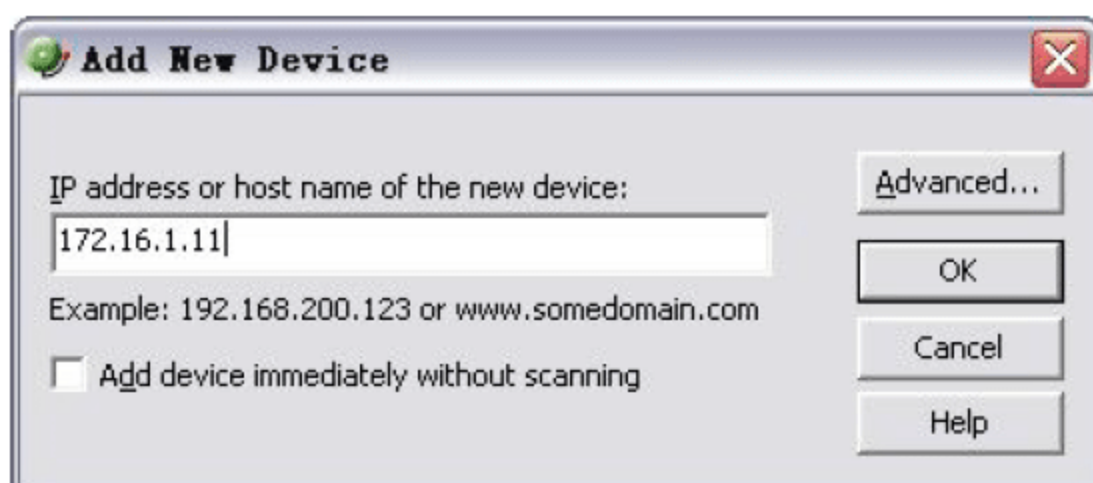 Add New Device
IP address or host name of the new device:
Advanced...
172.16.1.11
OK
Example: 192.168.200.123 or www.somedomain.com
Cancel
Add device immediately without scanning
Help